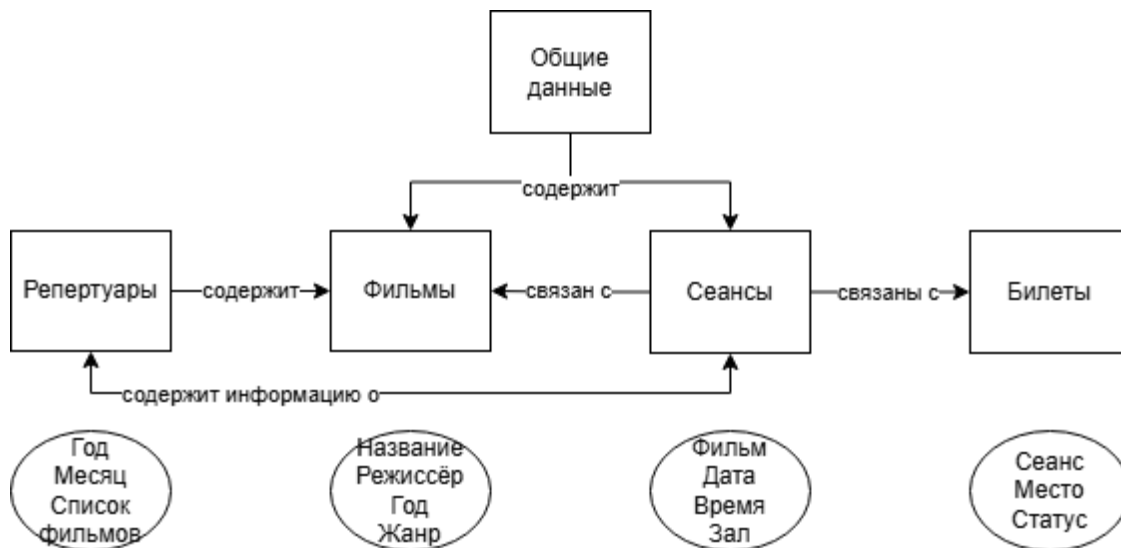 Общие
данные
содержит
Репертуары
содержит
Фильмы
связан с
Сеансы
связаны с
Билеты
содержит информацию о
Год
Месяц
Список
фильмов
Название
Режиссёр
Год
Жанр
Фильм
Дата
Время
Зал
Сеанс
Место
Статус